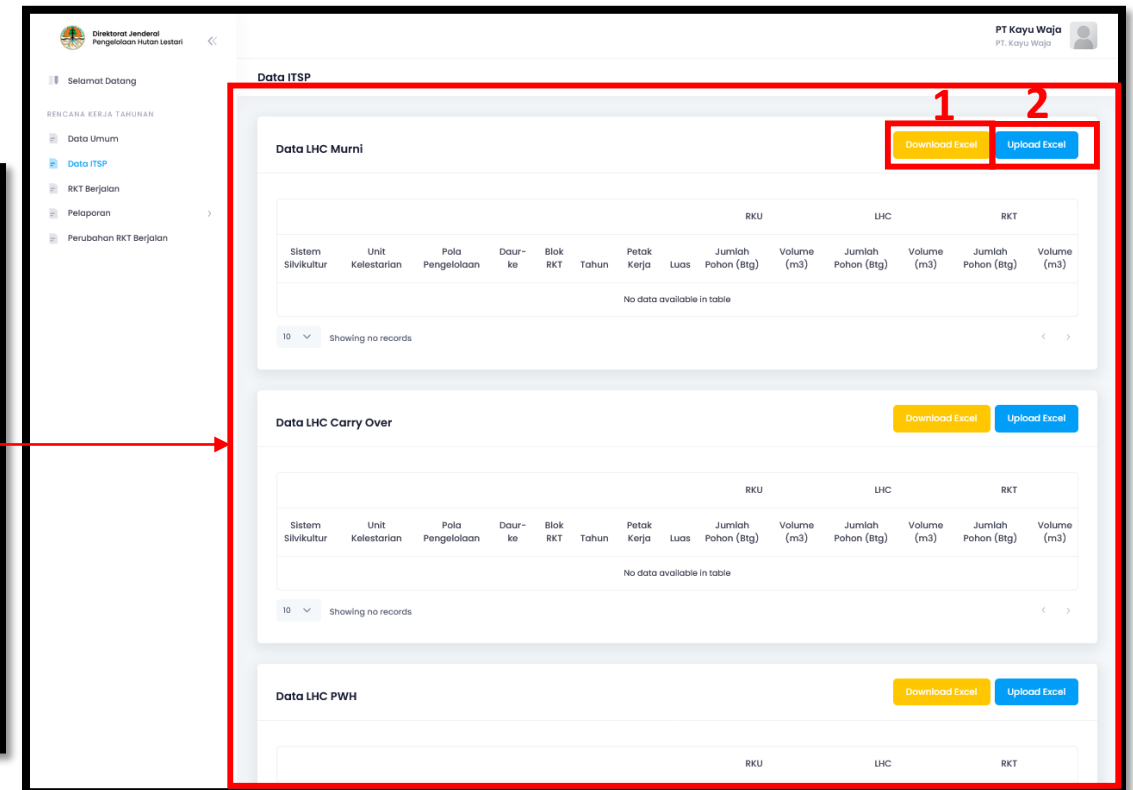 Direktorat Jenderal
Pengelolaan Hutan Lestari
PT Kayu Waja
PT. Kayu Waja
Selamat Datang
RENCANA KERJA TAHUNAN
Data Umum
Data ITSP
RKT Berjalan
Pelaporan
Perubahan RKT Berjalan
Data ITSP
1
2
Data LHC Murni
Download Excel
Upload Excel
RKU
LHC
RKT
Sistem Silvikultur
Unit Kelestarian
Pola Pengelolaan
Daur-ke
Blok RKT
Tahun
Petak Kerja
Luas
Jumlah Pohon (Btg)
Volume (m3)
Jumlah Pohon (Btg)
Volume (m3)
Jumlah Pohon (Btg)
Volume (m3)
No data available in table
10
Showing no records
Data LHC Carry Over
Download Excel
Upload Excel
RKU
LHC
RKT
Sistem Silvikultur
Unit Kelestarian
Pola Pengelolaan
Daur-ke
Blok RKT
Tahun
Petak Kerja
Luas
Jumlah Pohon (Btg)
Volume (m3)
Jumlah Pohon (Btg)
Volume (m3)
Jumlah Pohon (Btg)
Volume (m3)
No data available in table
10
Showing no records
Data LHC PWH
Download Excel
Upload Excel
RKU
LHC
RKT